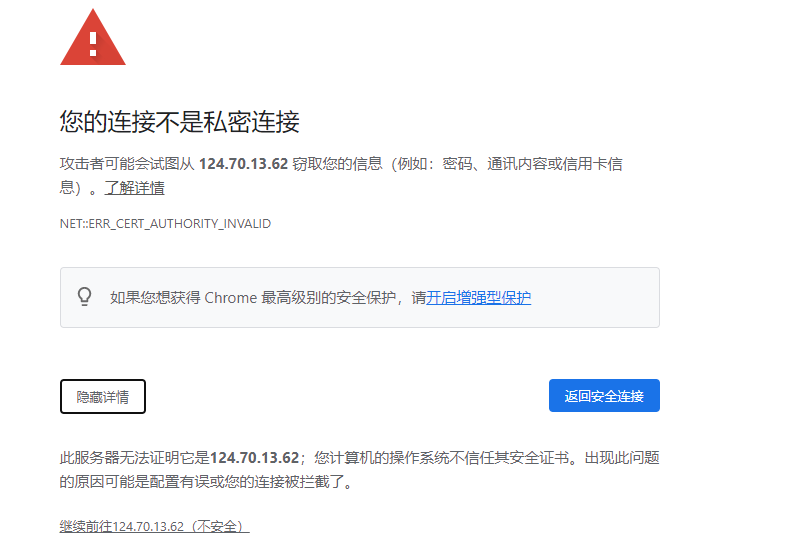 您的连接不是私密连接
攻击者可能会试图从 124.70.13.62 窃取您的信息（例如：密码、通讯内容或信用卡信
息）。了解详情
NET::ERR_CERT_AUTHORITY_INVALID
如果您想获得 Chrome 最高级别的安全保护，请开启增强型保护
隐藏详情
返回安全连接
此服务器无法证明它是124.70.13.62；您计算机的操作系统不信任其安全证书。出现此问题
的原因可能是配置有误或您的连接被拦截了。
继续前往124.70.13.62（不安全）